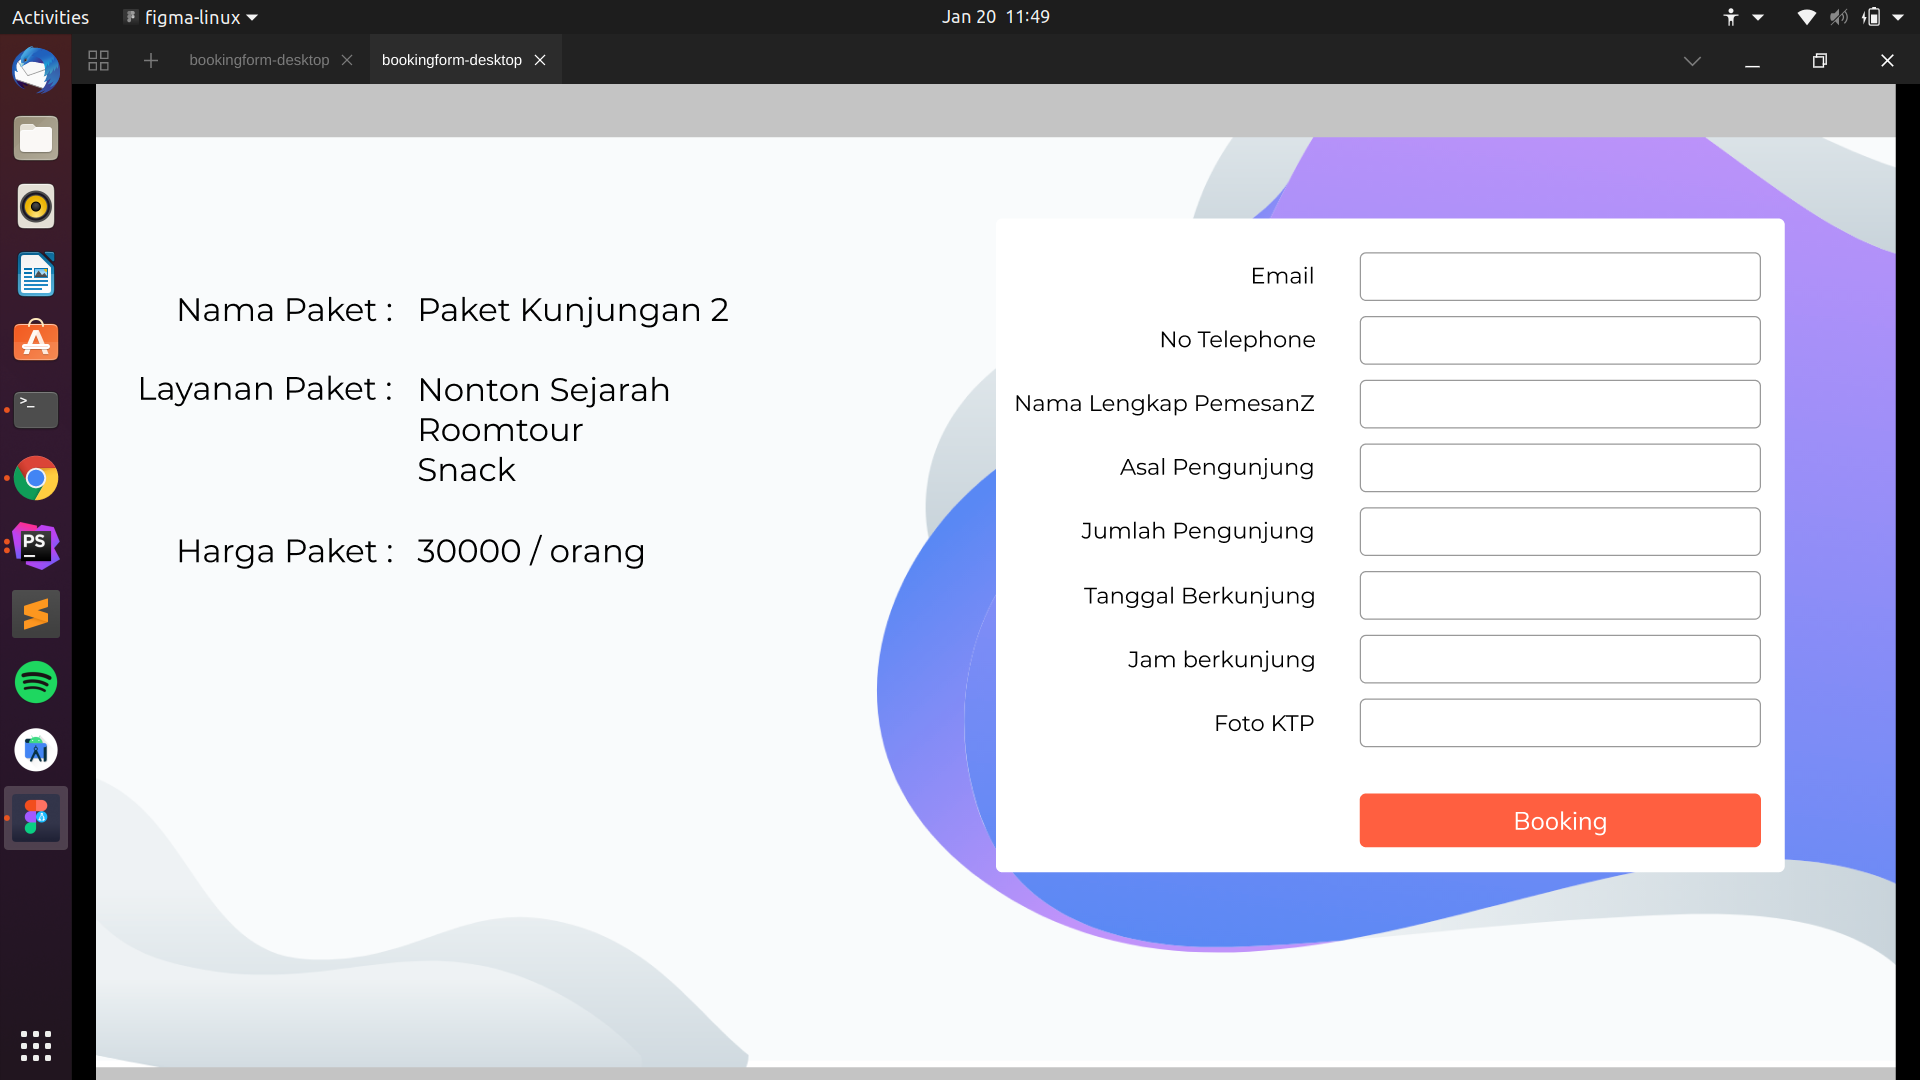 Activities
figma-linux
Jan 20 11:49
bookingform-desktop
bookingform-desktop
Nama Paket : Paket Kunjungan 2
Layanan Paket : Nonton Sejarah
Roomtour
Snack
Harga Paket : 30000 / orang
Email
No Telephone
Nama Lengkap PemesanZ
Asal Pengunjung
Jumlah Pengunjung
Tanggal Berkunjung
Jam berkunjung
Foto KTP
Booking
>_
PS